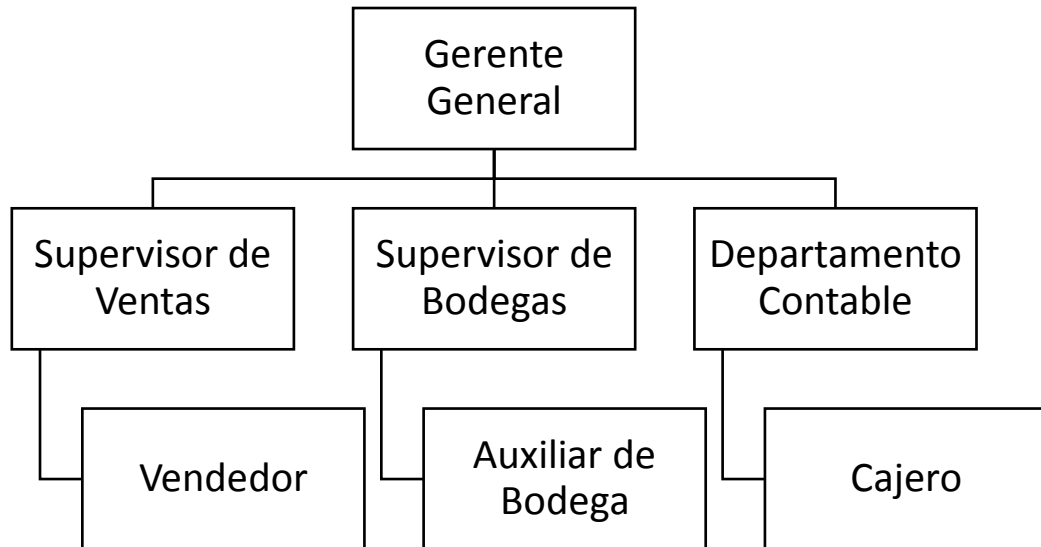 Gerente
General
Supervisor de
Ventas
Supervisor de
Bodegas
Departamento
Contable
Vendedor
Auxiliar de
Bodega
Cajero